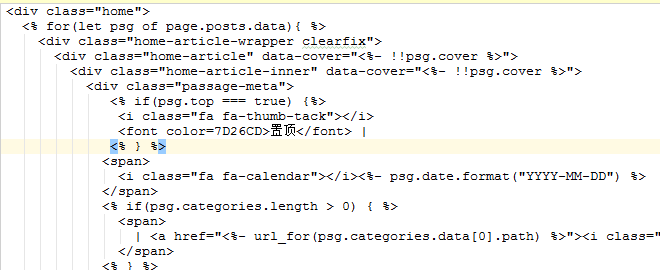 <div class="home">
<% for(let psg of page.posts.data){ %>
<div class="home-article-wrapper clearfix">
<div class="home-article" data-cover="<%- !!psg.cover %>">
<div class="home-article-inner" data-cover="<%- !!psg.cover %>">
<div class="passage-meta">
<% if(psg.top === true) {%>
<i class="fa fa-thumb-tack"></i>
<font color=7D26CD>置顶</font> |
<% } %>
<span>
<i class="fa fa-calendar"></i><%- psg.date.format("YYYY-MM-DD") %>
</span>
<% if(psg.categories.length > 0) { %>
<span>
| <a href="<%- url_for(psg.categories.data[0].path) %>"><i class="
</span>
<% } %>